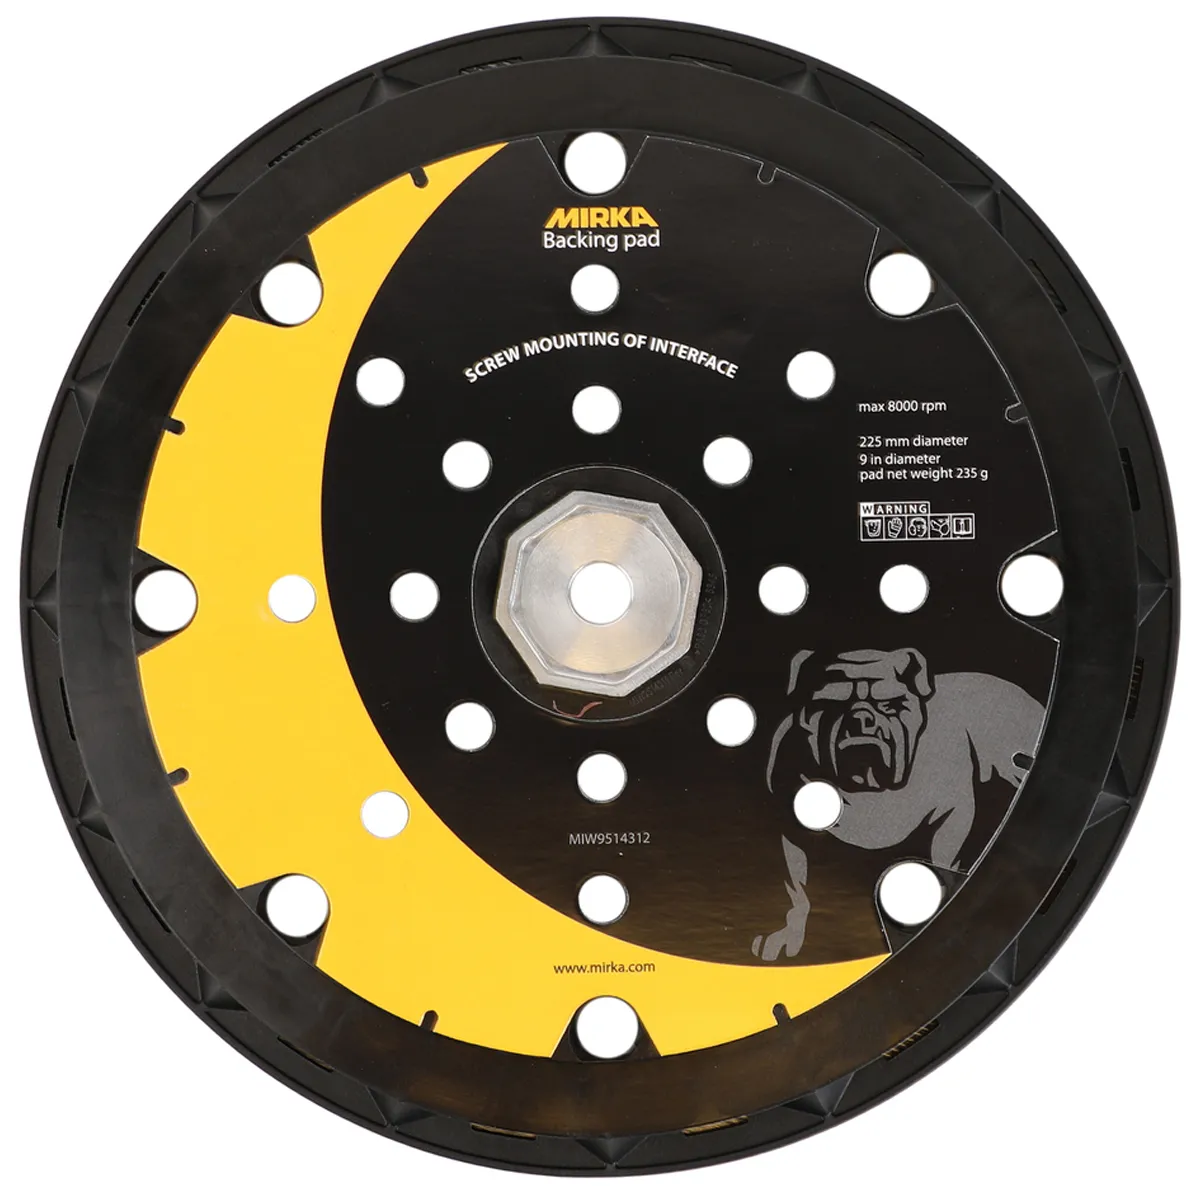 MIRKA
Backing pad
SCREW MOUNTING OF INTERFACE
max 8000 rpm
225 mm diameter
9 in diameter
pad net weight 235 g
WARNING
MIW9514312
www.mirka.com